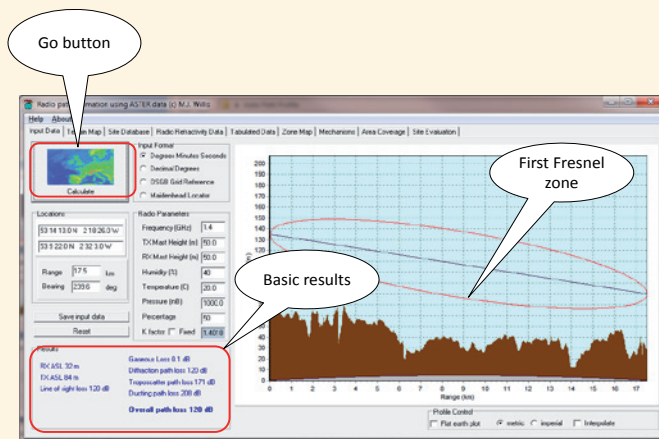 Go button
Radio path estimation using ASTER data (c) M.J. Willis
Help About
Input Data Terrain Map Site Database Radio Refractivity Data Tabulated Data Zone Map Mechanisms Area Coverage Site Evaluation
Calculate
Input Format
Degrees Minutes Seconds
Decimal Degrees
OSGB Grid Reference
Maidenhead Locator
Locations
53 14 13.0 N 2 18 26.0 W
53 9 22.0 N 2 32 3.0 W
Range 17.5 km
Bearing 239.6 deg
Save input data
Reset
Radio Parameters
Frequency (GHz) 1.4
TX Mast Height (m) 50.0
RX Mast Height (m) 50.0
Humidity (%) 40
Temperature (C) 20.0
Pressure (mB) 1000.0
Percentage 50
K factor Fixed 1.4018
Results
RX ASL 32 m
TX ASL 84 m
Line of sight loss 120 dB
Gaseous Loss 0.1 dB
Diffraction path loss 120 dB
Troposcatter path loss 171 dB
Ducting path loss 208 dB
Overall path loss 120 dB
Basic results
First Fresnel
zone
200
190
180
170
160
150
140
130
120
110
100
90
80
70
60
50
40
30
20
10
0
0 1 2 3 4 5 6 7 8 9 10 11 12 13 14 15 16 17
Range (km)
Profile Control
Flat earth plot metric imperial Interpolate